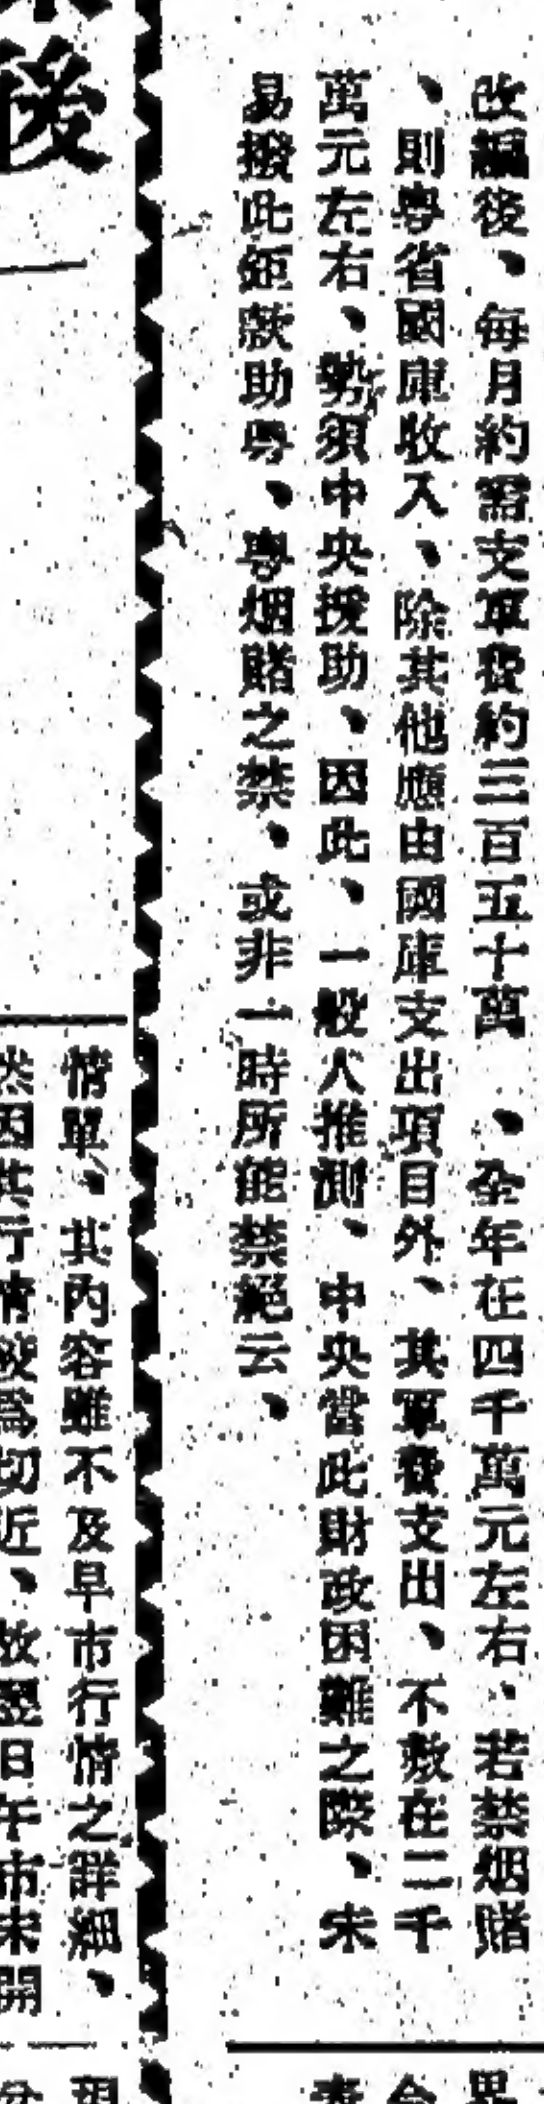 改編後、每月約需支軍費約三百五十萬、全年在四千萬元左右、若禁烟賭
、則粤省國庫收入、除其他應由國庫支出項目外、其軍費支出、不敷在二千
萬元左右、勢須中央援助、因此、一般人推測、中央當此財政困難之際、未
易撥此鉅款助粤、粤烟賭之禁、或非一時所能禁絕云、
後
情單、其內容雖不及早市行情之詳細、
然因其行情較爲切近、故翌日午市未開